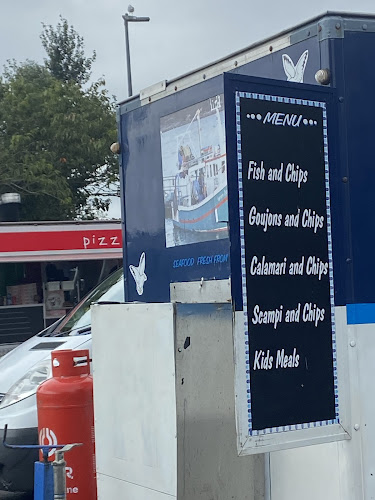 MENU
Fish and Chips
Goujons and Chips
Calamari and Chips
Scampi and Chips
Kids Meals
SEAFOOD FRESH FROM
pizz